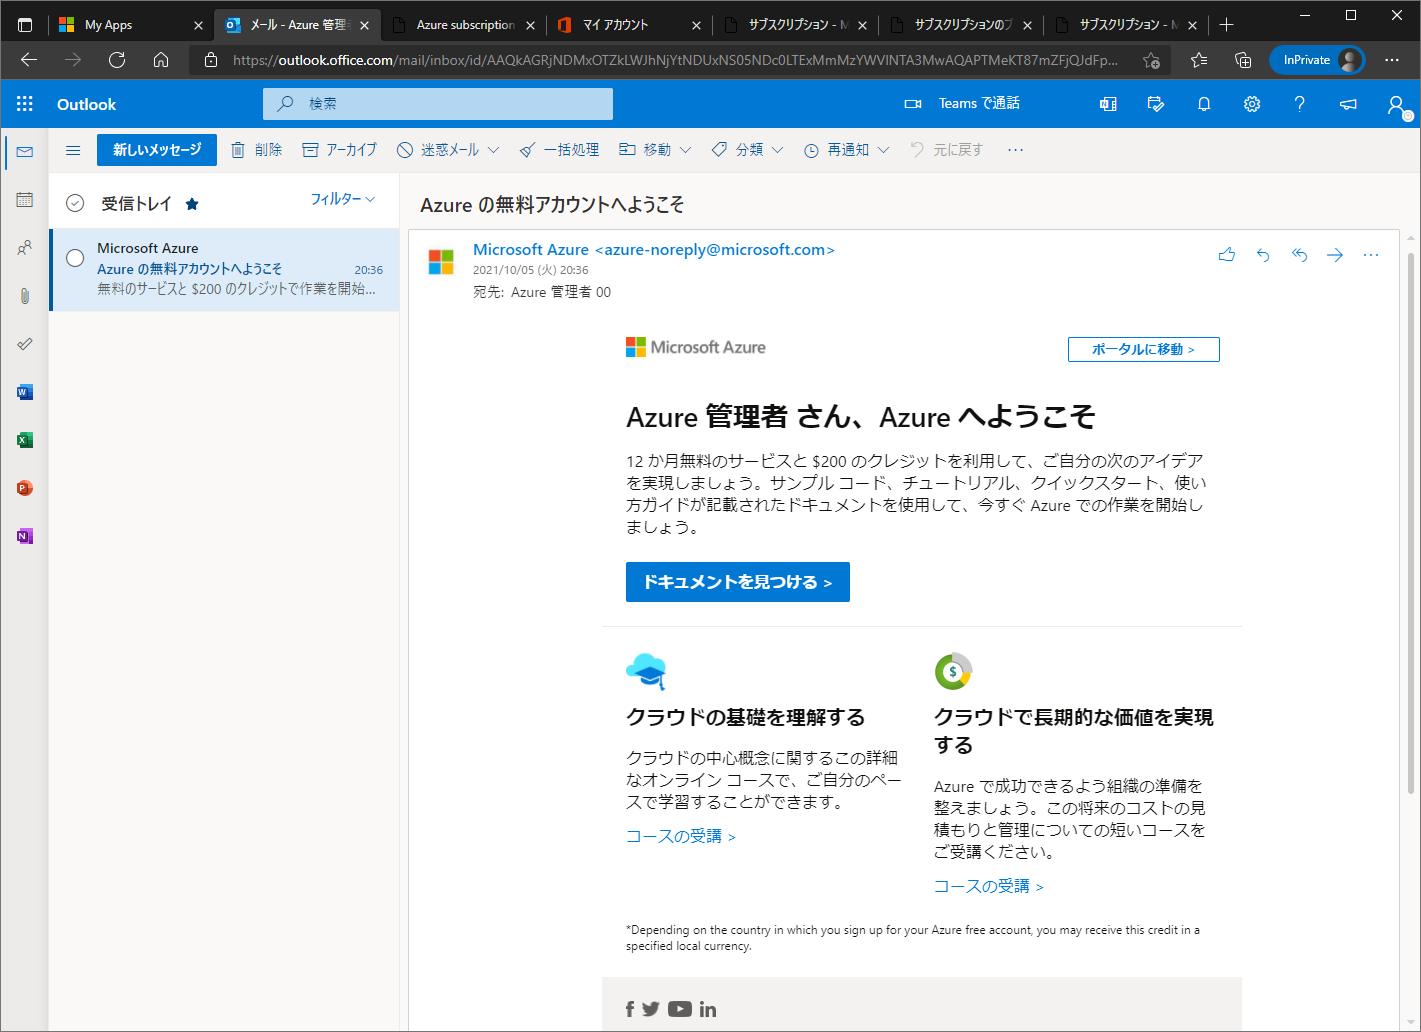 My Apps
メール - Azure 管理
Azure subscription
マイ アカウント
サブスクリプション - M
サブスクリプションのプ
サブスクリプション - M
https://outlook.office.com/mail/inbox/id/
InPrivate
Outlook
検索
Teams で通話
新しいメッセージ
削除
アーカイブ
迷惑メール
一括処理
移動
分類
再通知
元に戻す
受信トレイ
フィルター
Microsoft Azure
Azure の無料アカウントへようこそ
20:36
無料のサービスと $200 のクレジットで作業を開始...
Azure の無料アカウントへようこそ
Microsoft Azure <azure-noreply@microsoft.com>
2021/10/05 (火) 20:36
宛先: Azure 管理者 00
Microsoft Azure
ポータルに移動 >
Azure 管理者 さん、Azure へようこそ
12 か月無料のサービスと $200 のクレジットを利用して、ご自分の次のアイデア
を実現しましょう。サンプル コード、チュートリアル、クイックスタート、使い
方ガイドが記載されたドキュメントを使用して、今すぐ Azure での作業を開始し
ましょう。
ドキュメントを見つける >
クラウドの基礎を理解する
クラウドの中心概念に関するこの詳細
なオンライン コースで、ご自分のペー
スで学習することができます。
コースの受講 >
クラウドで長期的な価値を実現
する
Azure で成功できるよう組織の準備を
整えましょう。この将来のコストの見
積もりと管理についての短いコースを
ご受講ください。
コースの受講 >
*Depending on the country in which you sign up for your Azure free account, you may receive this credit in a
specified local currency.